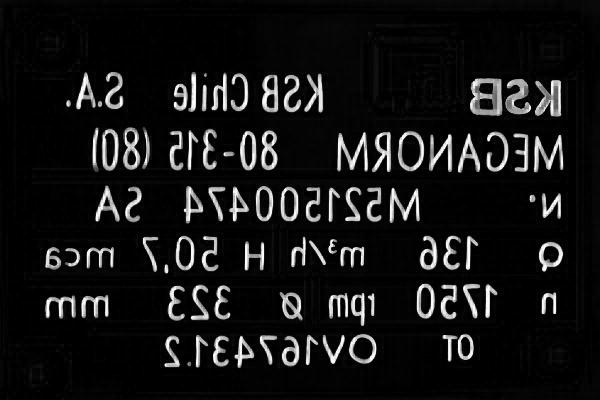 KSB KSB Chile S.A.
MEGANORM 80-315 (80)
N° M521500474 SA
Q 136 m³/h H 50,7 mca
n 1750 rpm ø 323 mm
OT OV167431.2